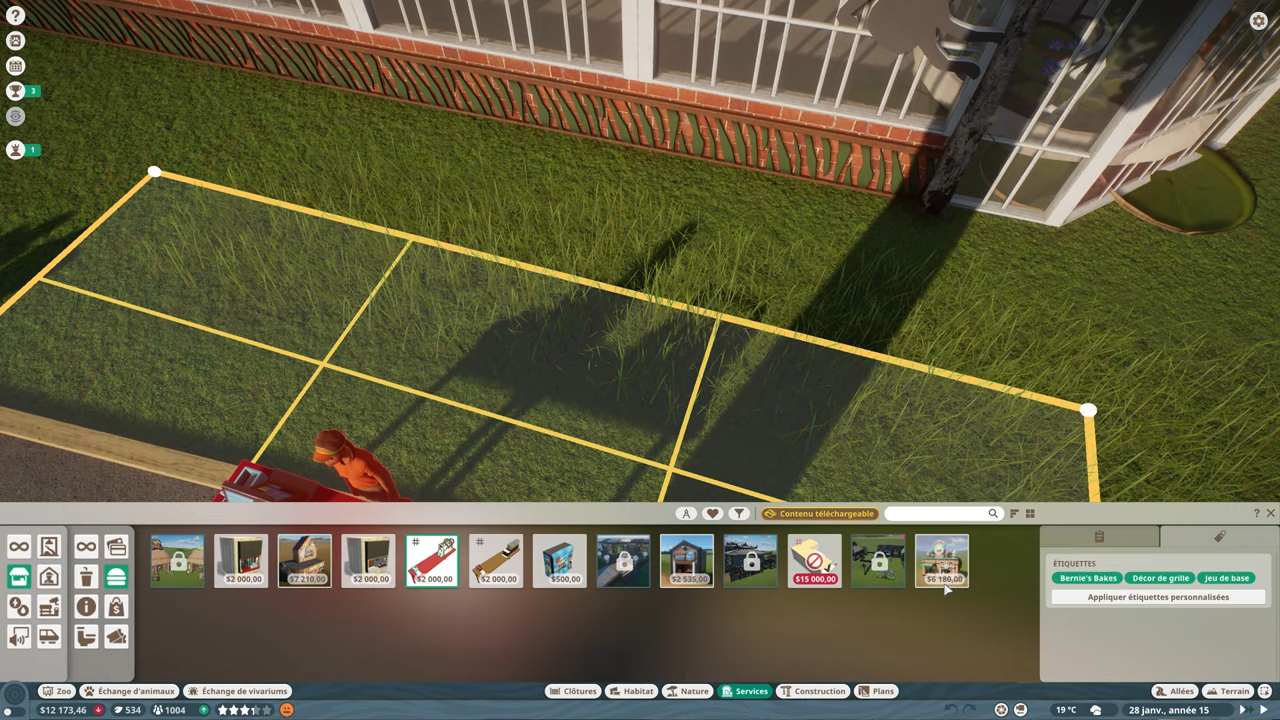 ?
3
1
Contenu téléchargeable
?
$2 000,00
$7 210,00
$2 000,00
$2 000,00
$2 000,00
$500,00
$2 535,00
$15 000,00
$6 180,00
ÉTIQUETTES
Bernie's Bakes Décor de grille Jeu de base
Appliquer étiquettes personnalisées
Zoo Échange d'animaux Échange de vivariums Clôtures Habitat Nature Services Construction Plans Allées Terrain
$12 173,46 534 1004 19 °C 28 janv., année 15